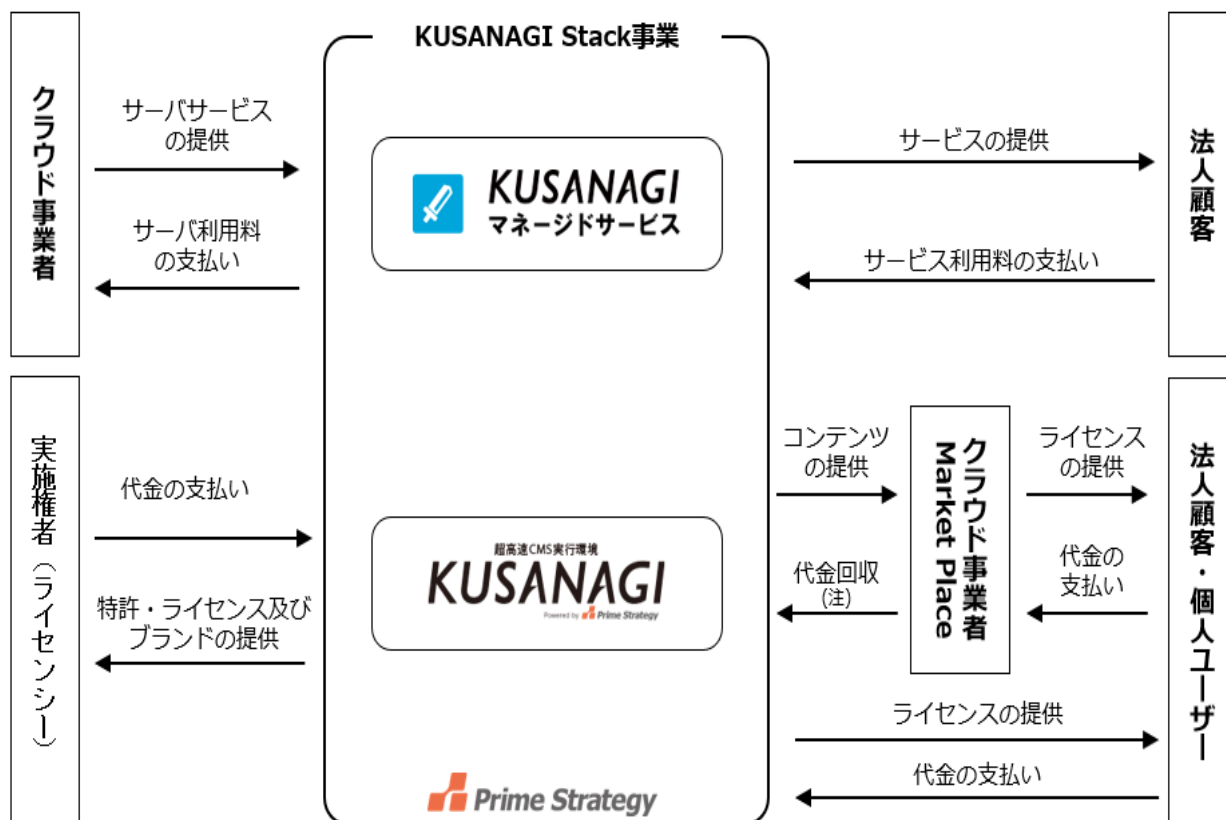 KUSANAGI Stack事業
クラウド事業者
サーバサービス
の提供
サーバ利用料
の支払い
KUSANAGI
マネージドサービス
サービスの提供
サービス利用料の支払い
法人顧客
実施権者（ライセンシー）
代金の支払い
特許・ライセンス及び
ブランドの提供
超高速CMS実行環境
KUSANAGI
Powered by Prime Strategy
コンテンツ
の提供
代金回収
(注)
クラウド事業者
Market Place
ライセンス
の提供
代金の
支払い
法人顧客・個人ユーザー
ライセンスの提供
代金の支払い
Prime Strategy